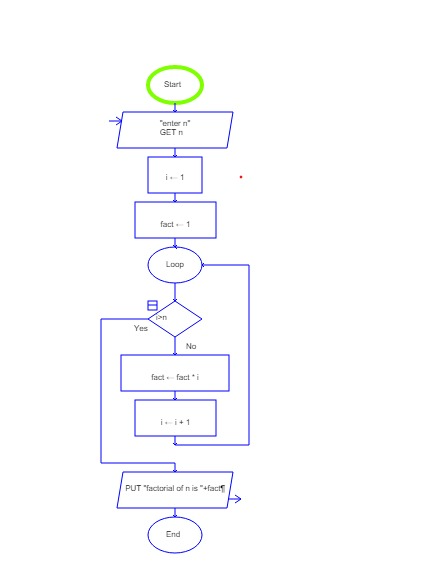 Start
"enter n"
GET n
i ← 1
fact ← 1
Loop
i>n
Yes
No
fact ← fact * i
i ← i + 1
PUT "factorial of n is "+fact¶
End